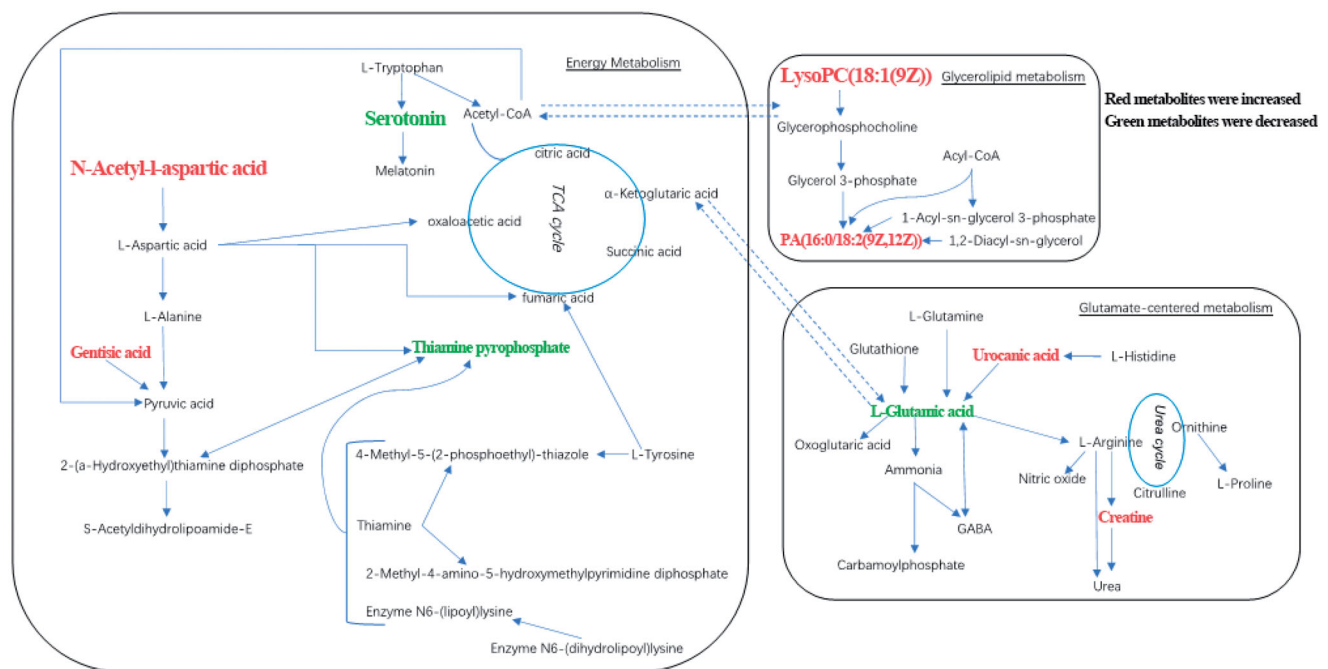 Energy Metabolism
L-Tryptophan
Serotonin
Acetyl-CoA
Melatonin
N-Acetyl-l-aspartic acid
citric acid
α-Ketoglutaric acid
TCA cycle
oxaloacetic acid
Succinic acid
fumaric acid
L-Aspartic acid
L-Alanine
Gentisic acid
Thiamine pyrophosphate
Pyruvic acid
2-(a-Hydroxyethyl)thiamine diphosphate
S-Acetyldihydrolipoamide-E
4-Methyl-5-(2-phosphoethyl)-thiazole
L-Tyrosine
Thiamine
2-Methyl-4-amino-5-hydroxymethylpyrimidine diphosphate
Enzyme N6-(lipoyl)lysine
Enzyme N6-(dihydrolipoyl)lysine
LysoPC(18:1(9Z))
Glycerolipid metabolism
Glycerophosphocholine
Acyl-CoA
Glycerol 3-phosphate
1-Acyl-sn-glycerol 3-phosphate
PA(16:0/18:2(9Z,12Z))
1,2-Diacyl-sn-glycerol
Red metabolites were increased
Green metabolites were decreased
Glutamate-centered metabolism
L-Glutamine
Glutathione
Urocanic acid
L-Histidine
L-Glutamic acid
Oxoglutaric acid
Ammonia
GABA
Carbamoylphosphate
L-Arginine
Urea cycle
Ornithine
Nitric oxide
Citrulline
L-Proline
Creatine
Urea